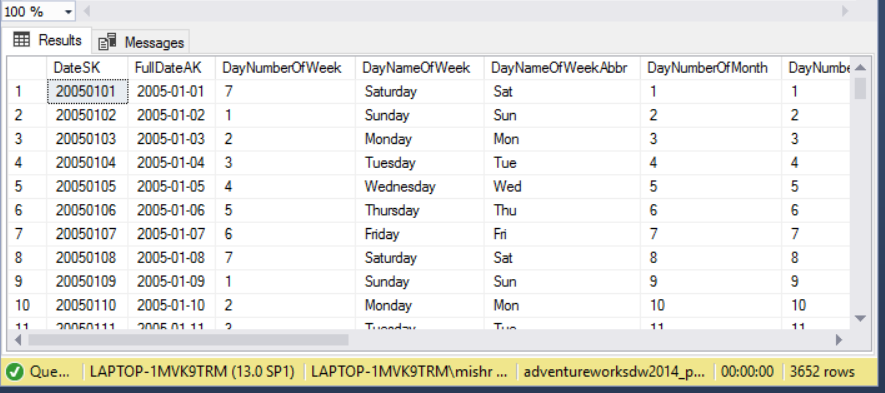 100 %
Results Messages
DateSK FullDateAK DayNumberOfWeek DayNameOfWeek DayNameOfWeekAbbr DayNumberOfMonth DayNumbe
1 20050101 2005-01-01 7 Saturday Sat 1 1
2 20050102 2005-01-02 1 Sunday Sun 2 2
3 20050103 2005-01-03 2 Monday Mon 3 3
4 20050104 2005-01-04 3 Tuesday Tue 4 4
5 20050105 2005-01-05 4 Wednesday Wed 5 5
6 20050106 2005-01-06 5 Thursday Thu 6 6
7 20050107 2005-01-07 6 Friday Fri 7 7
8 20050108 2005-01-08 7 Saturday Sat 8 8
9 20050109 2005-01-09 1 Sunday Sun 9 9
10 20050110 2005-01-10 2 Monday Mon 10 10
11 20050111 2005-01-11 3 Tuesday Tue 11 11
Que... LAPTOP-1MVK9TRM (13.0 SP1) LAPTOP-1MVK9TRM\mishr ... adventureworksdw2014_p... 00:00:00 3652 rows